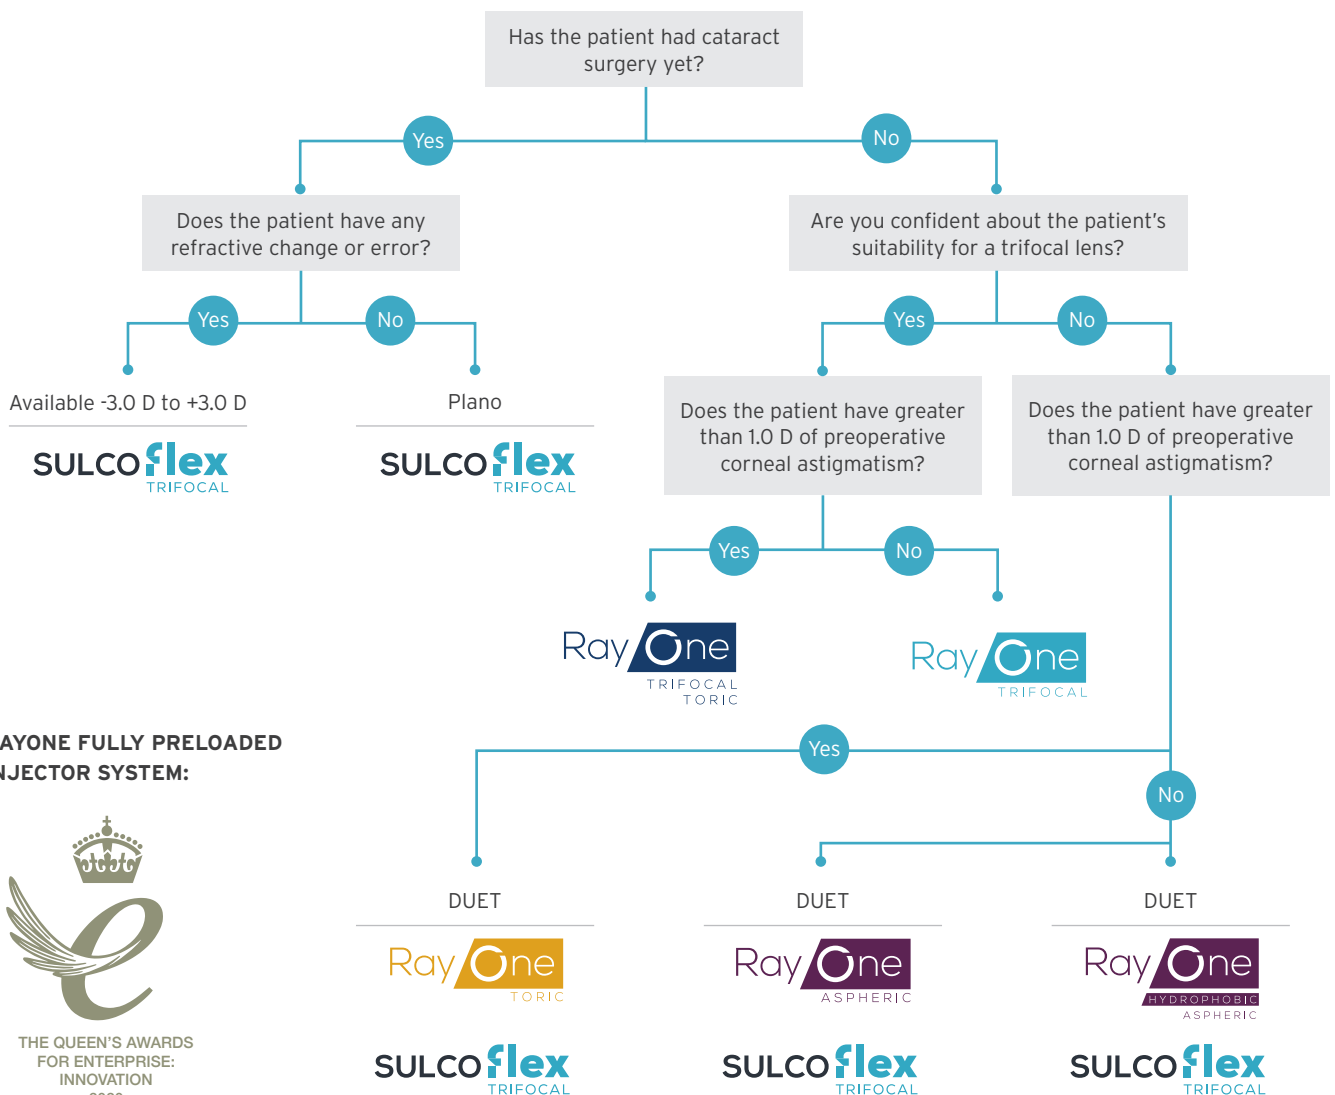 Has the patient had cataract
surgery yet?
Yes
No
Does the patient have any
refractive change or error?
Are you confident about the patient's
suitability for a trifocal lens?
Yes
No
Yes
No
Available -3.0 D to +3.0 D
Plano
SULCOflex
TRIFOCAL
SULCOflex
TRIFOCAL
Does the patient have greater
than 1.0 D of preoperative
corneal astigmatism?
Does the patient have greater
than 1.0 D of preoperative
corneal astigmatism?
Yes
No
RayOne
TRIFOCAL
TORIC
RayOne
TRIFOCAL
AYONE FULLY PRELOADED
NJECTOR SYSTEM:
Yes
No
THE QUEEN'S AWARDS
FOR ENTERPRISE:
INNOVATION
DUET
RayOne
TORIC
SULCOflex
TRIFOCAL
DUET
RayOne
ASPHERIC
SULCOflex
TRIFOCAL
DUET
RayOne
HYDROPHOBIC
ASPHERIC
SULCOflex
TRIFOCAL